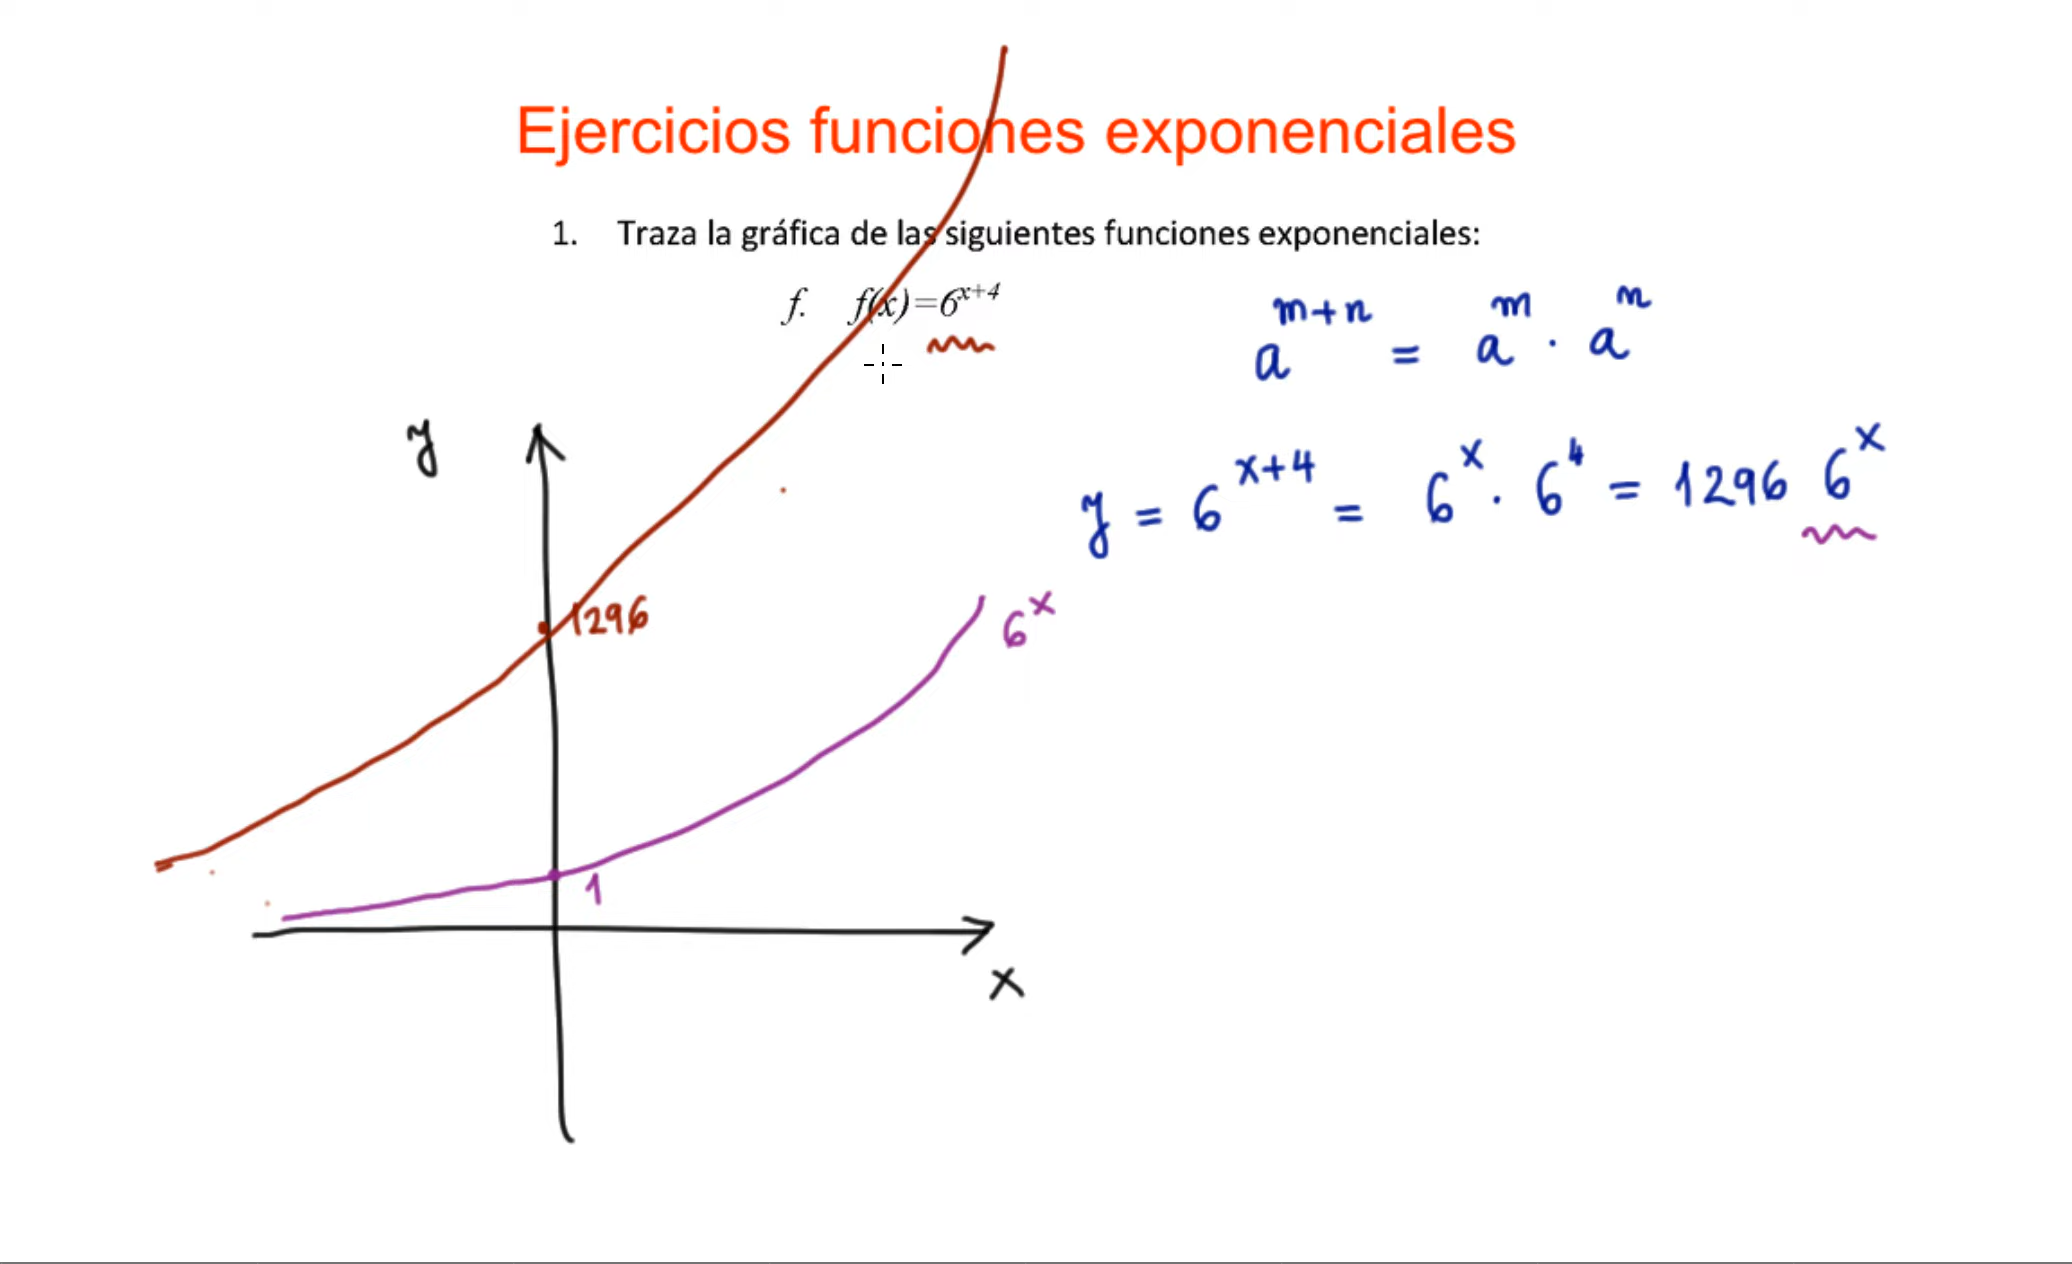 Ejercicios funciones exponenciales
1. Traza la gráfica de las siguientes funciones exponenciales:
f. f(x)=6^{x+4}
a^{m+n} = a^m · a^n
y = 6^{x+4} = 6^x · 6^4 = 1296 6^x
y
1296
6^x
1
x